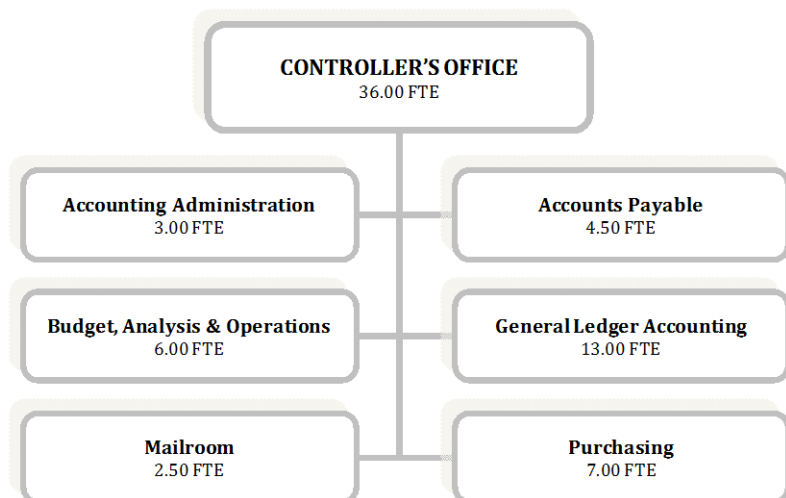 CONTROLLER’S OFFICE
36.00 FTE
Accounting Administration
3.00 FTE
Accounts Payable
4.50 FTE
Budget, Analysis & Operations
6.00 FTE
General Ledger Accounting
13.00 FTE
Mailroom
2.50 FTE
Purchasing
7.00 FTE